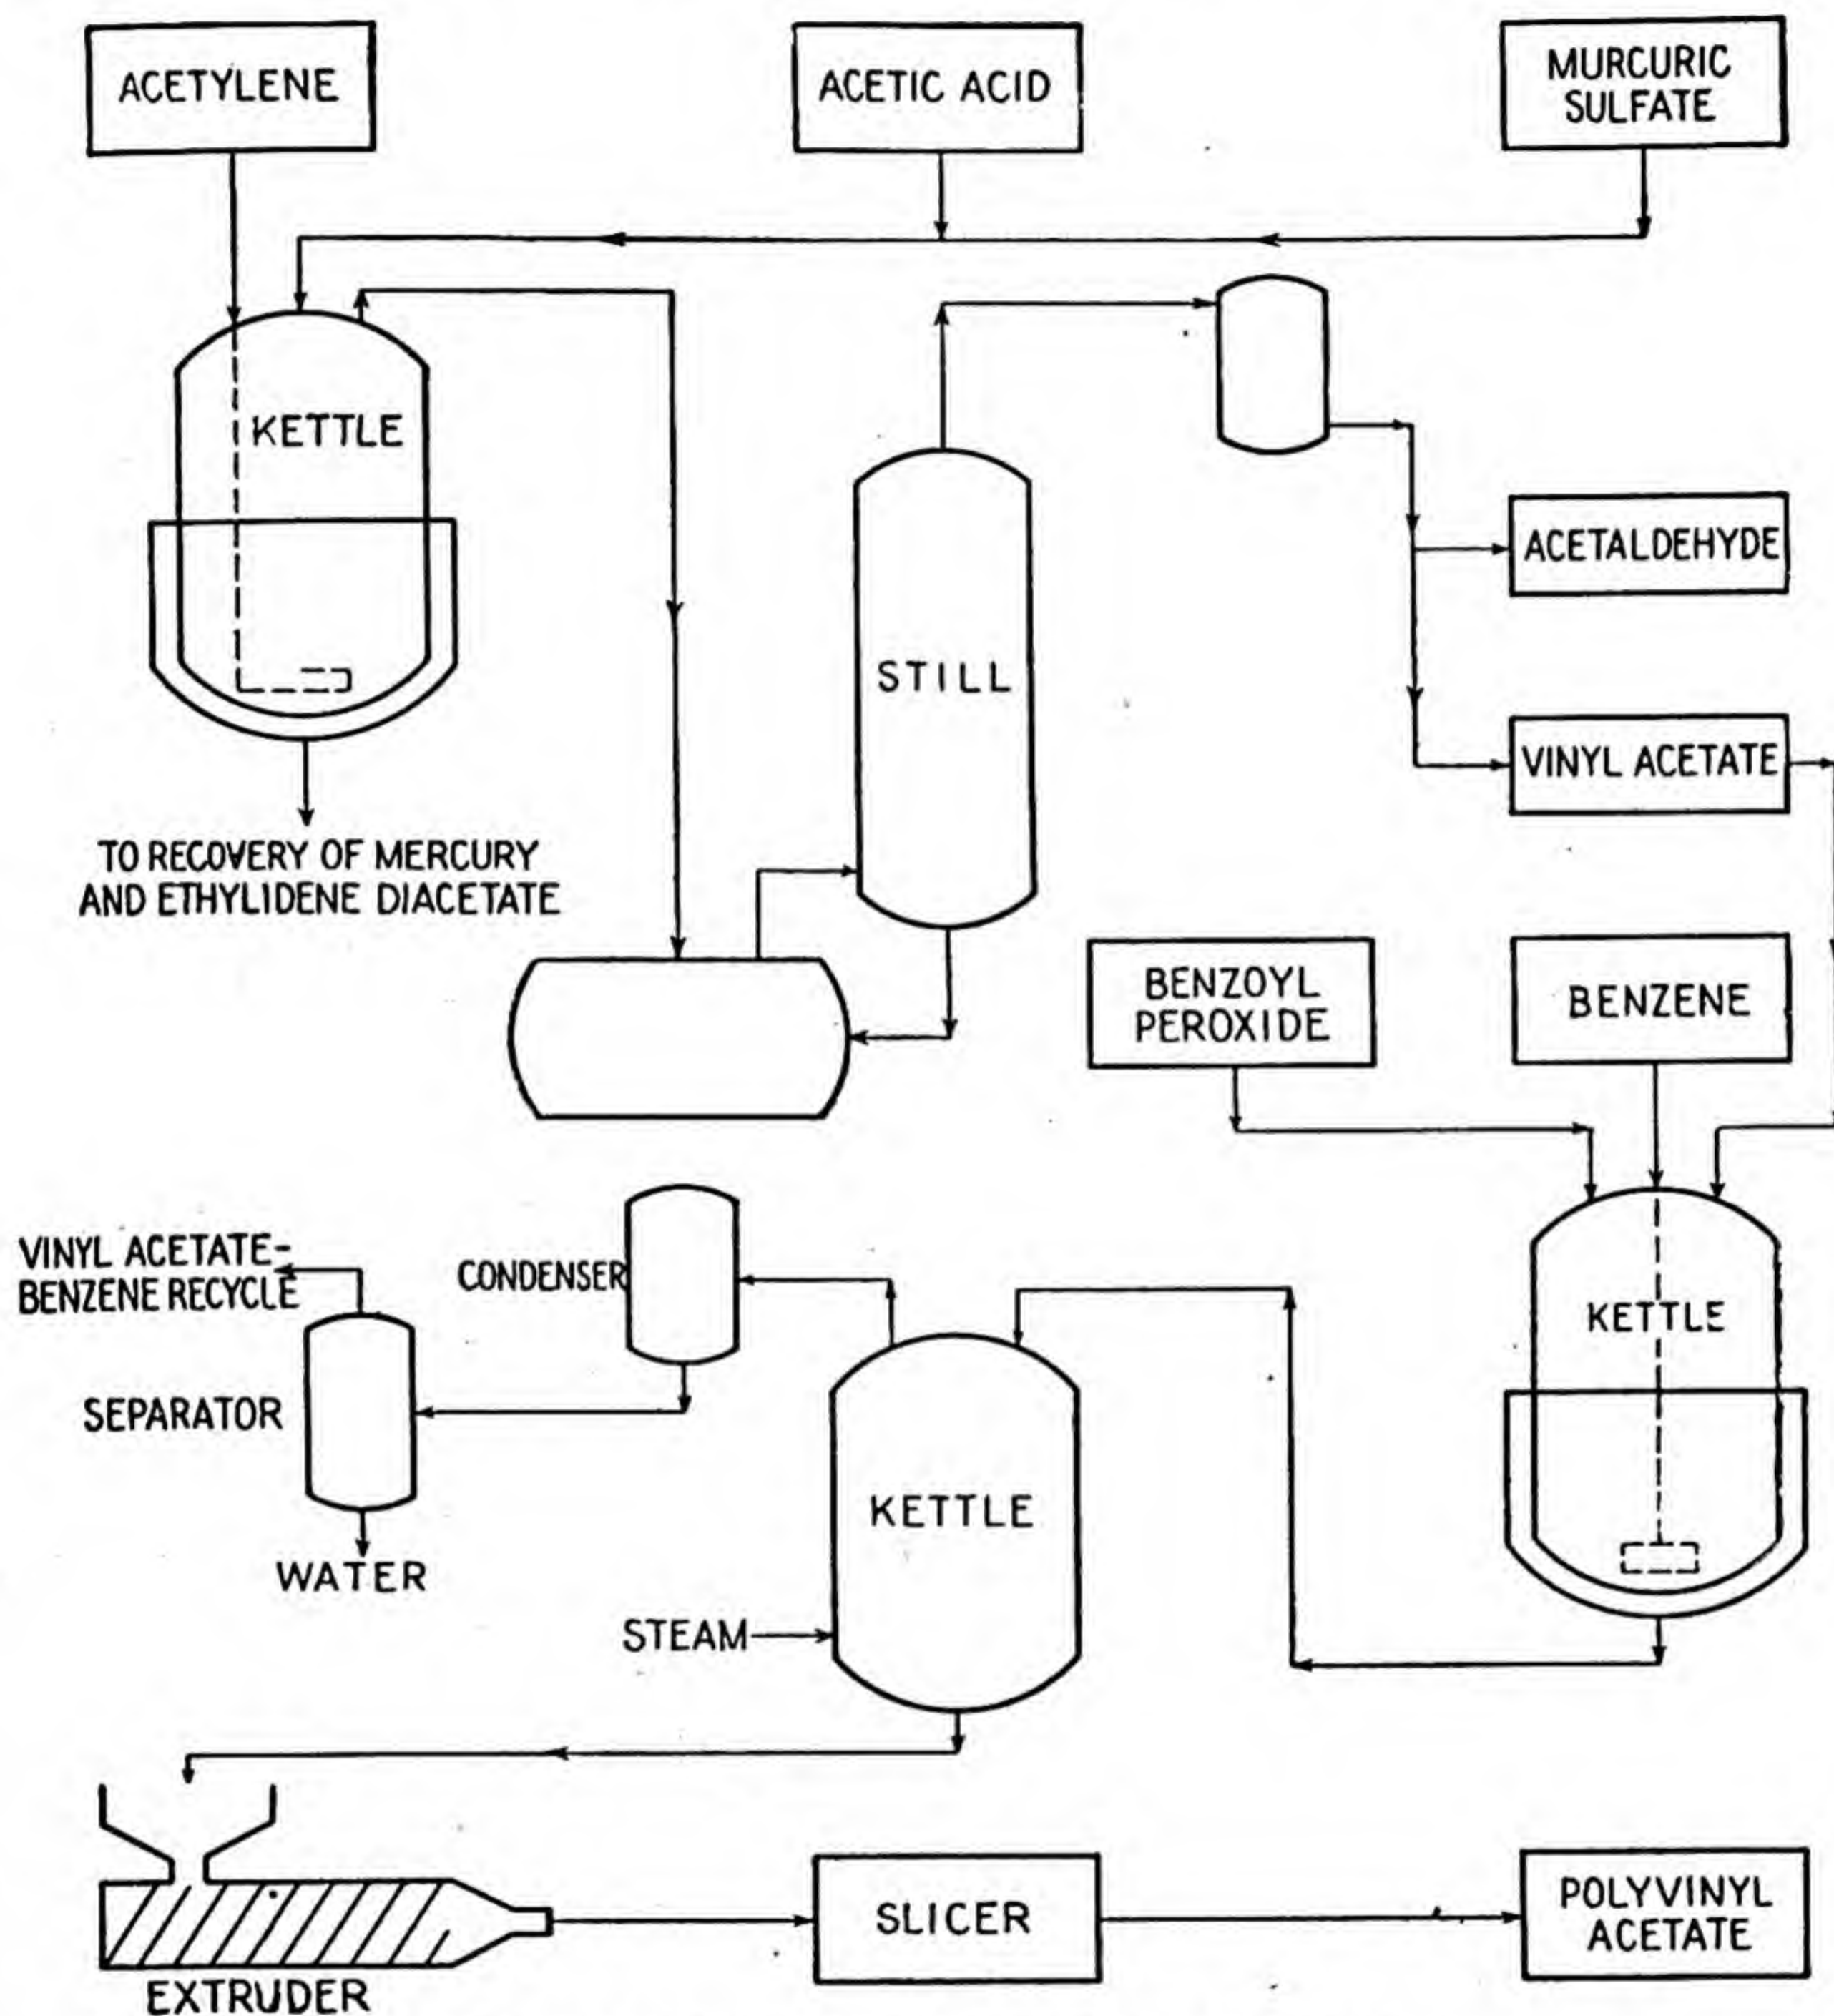 ACETYLENE
ACETIC ACID
MURCURIC
SULFATE
KETTLE
ACETALDEHYDE
STILL
VINYL ACETATE
TO RECOVERY OF MERCURY
AND ETHYLIDENE DIACETATE
BENZOYL
PEROXIDE
BENZENE
VINYL ACETATE-
BENZENE RECYCLE
CONDENSER
KETTLE
SEPARATOR
KETTLE
WATER
STEAM
SLICER
POLYVINYL
ACETATE
EXTRUDER